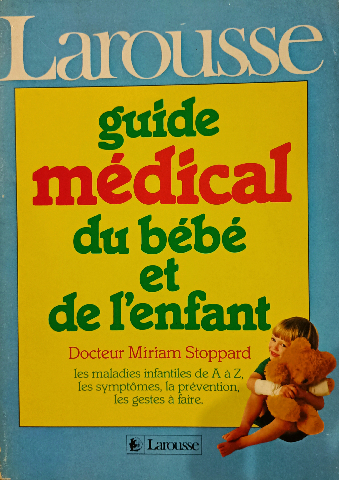 Larousse
guide
médical
du bébé
et
de l'enfant
Docteur Miriam Stoppard
les maladies infantiles de A à Z,
les symptômes, la prévention,
les gestes à faire.
Larousse